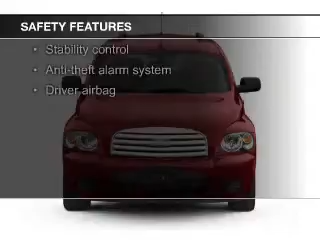 SAFETY FEATURES
• Stability control
• Anti-theft alarm system
• Driver airbag